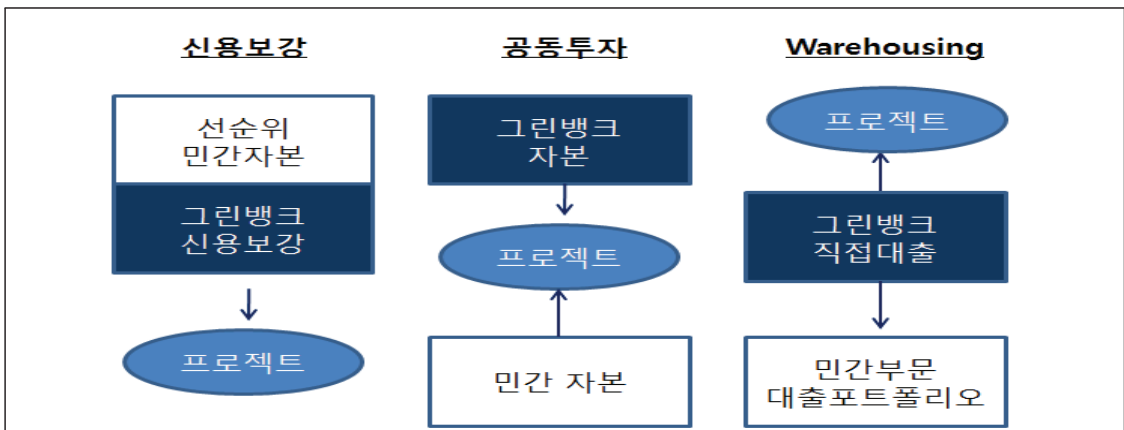 신용보강
선순위
민간자본
그린뱅크
신용보강
프로젝트
공동투자
그린뱅크
자본
프로젝트
민간 자본
Warehousing
프로젝트
그린뱅크
직접대출
민간부문
대출포트폴리오